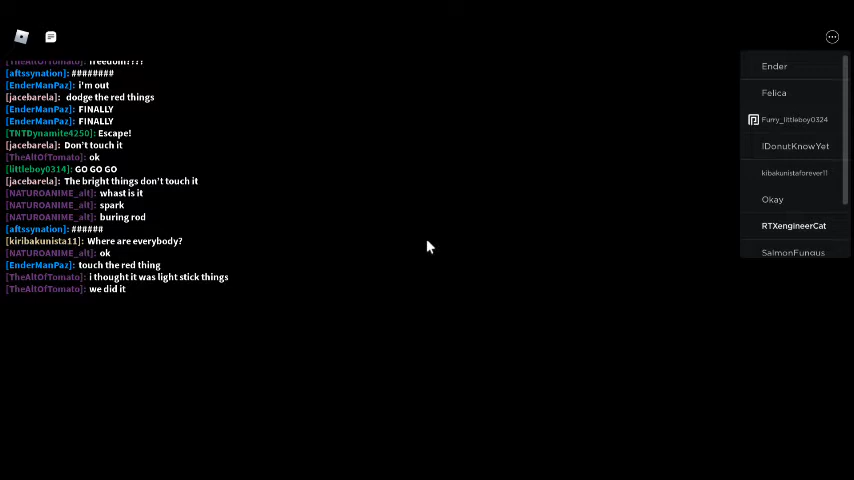 [TheAltOfTomato]: freedom????
[aftssynation]: ########
[EnderManPaz]: i'm out
[jacebarela]: dodge the red things
[EnderManPaz]: FINALLY
[EnderManPaz]: FINALLY
[TNTDynamite4250]: Escape!
[jacebarela]: Don't touch it
[TheAltOfTomato]: ok
[littleboy0314]: GO GO GO
[jacebarela]: The bright things don't touch it
[NATUROANIME_alt]: whast is it
[NATUROANIME_alt]: spark
[NATUROANIME_alt]: buring rod
[aftssynation]: ######
[kiribakunista11]: Where are everybody?
[NATUROANIME_alt]: ok
[EnderManPaz]: touch the red thing
[TheAltOfTomato]: i thought it was light stick things
[TheAltOfTomato]: we did it
Ender
Felica
Furry_littleboy0324
IDonutKnowYet
kibakunistaforever11
Okay
RTXengineerCat
SalmonFungus